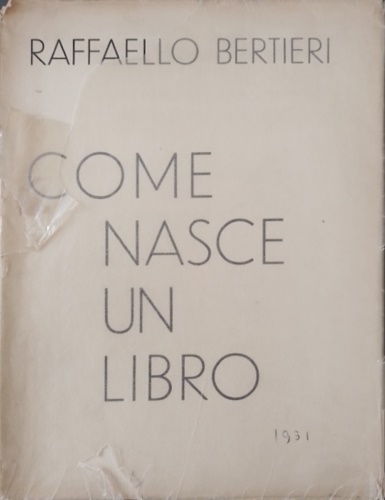 RAFFAELLO BERTIERI
COME
NASCE
UN
LIBRO
1931